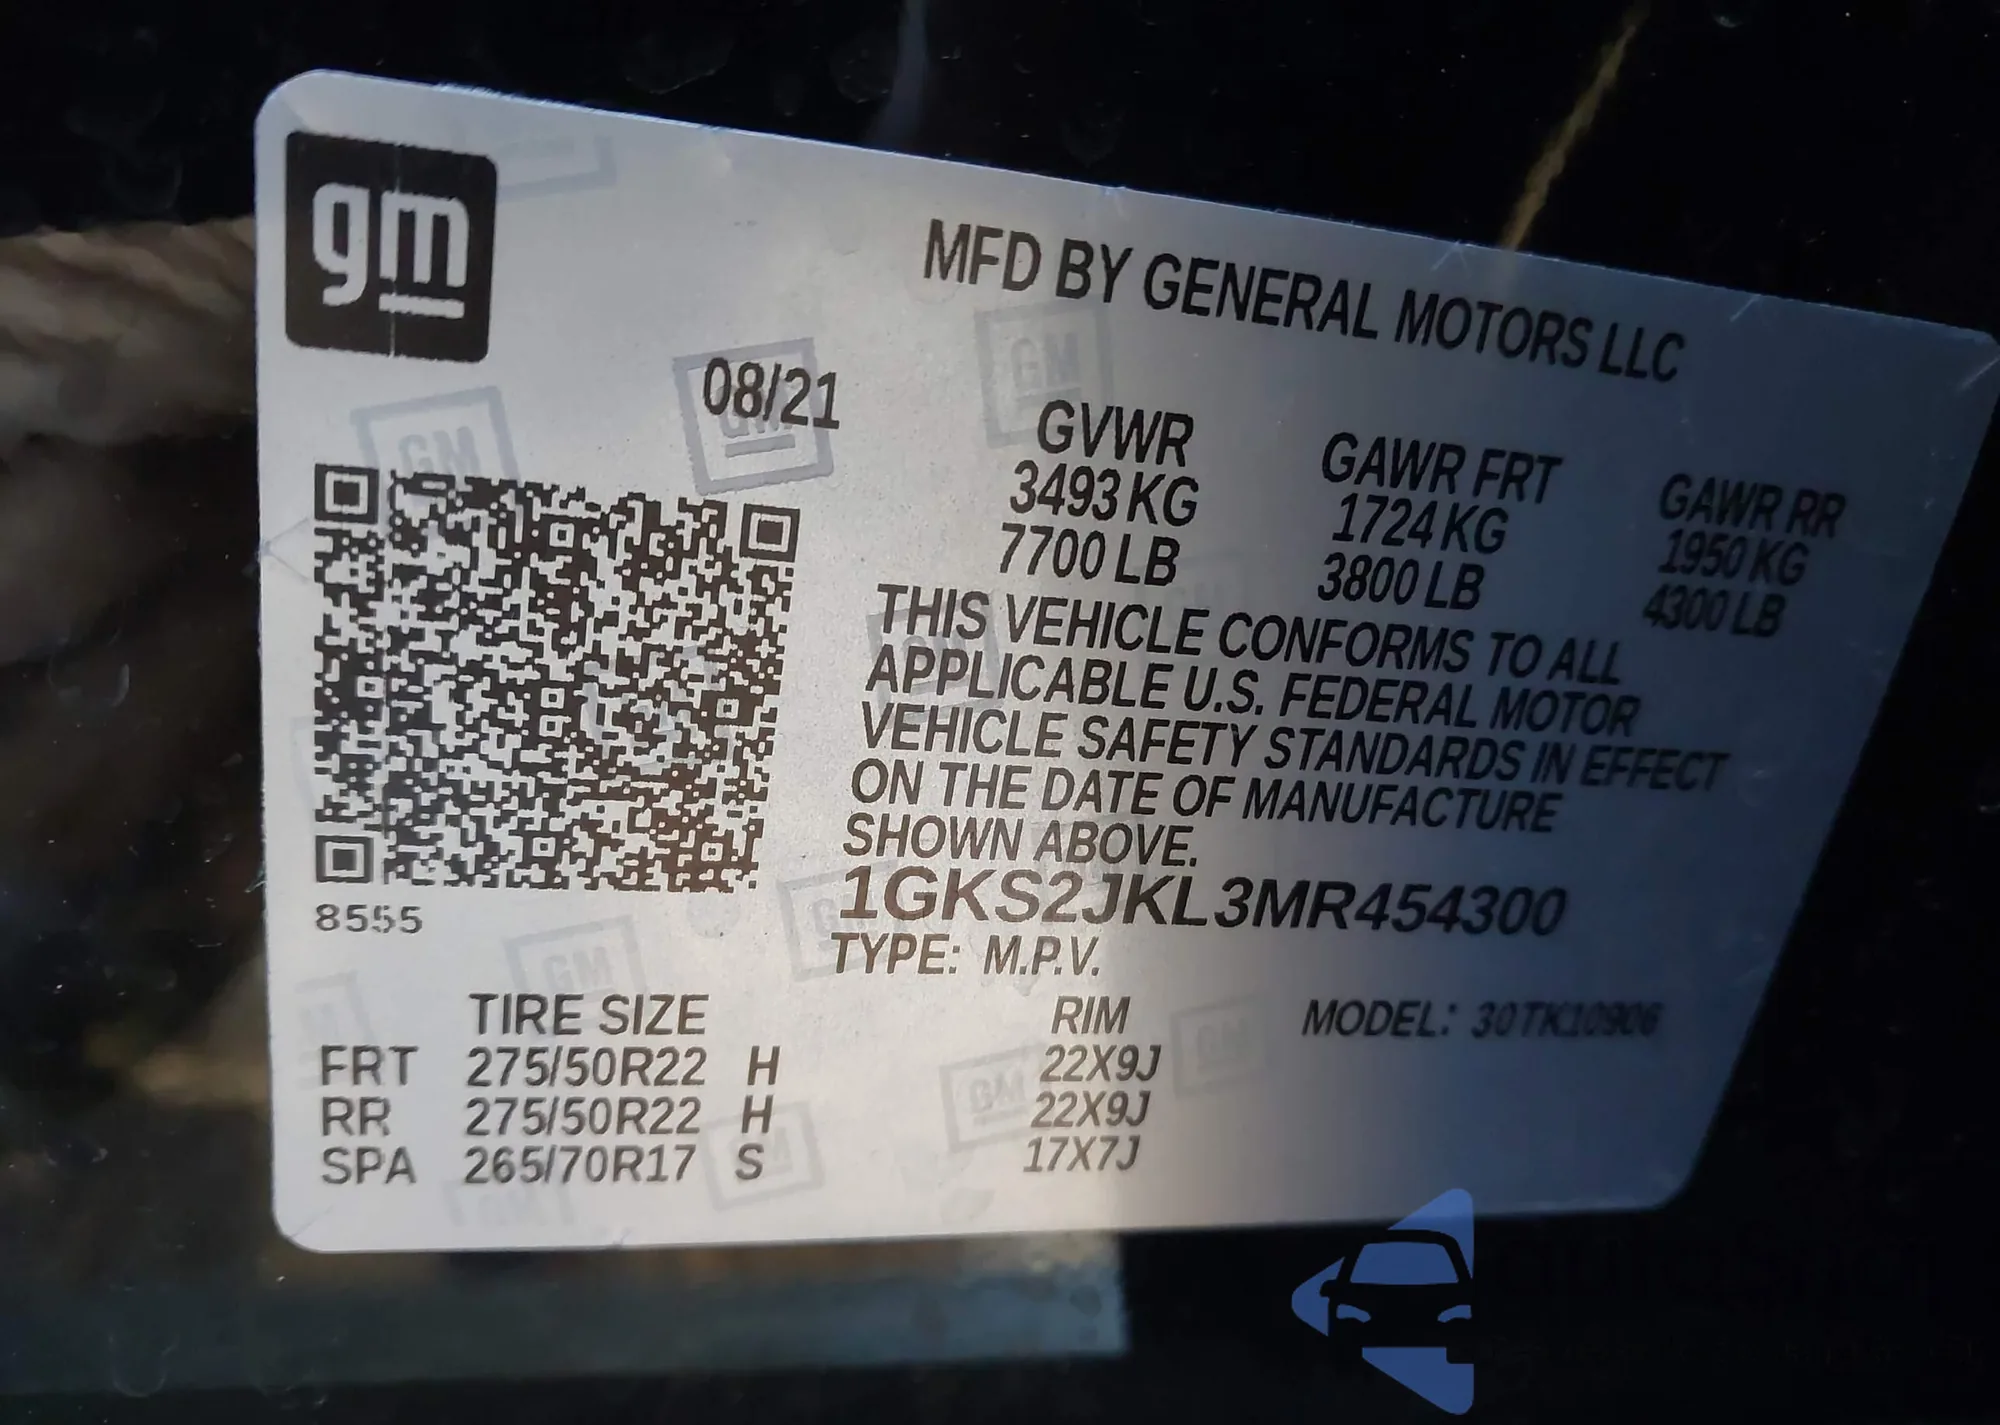 gm
MFD BY GENERAL MOTORS LLC
08/21
GVWR GAWR FRT GAWR RR
3493 KG 1724 KG 1950 KG
7700 LB 3800 LB 4300 LB
THIS VEHICLE CONFORMS TO ALL
APPLICABLE U.S. FEDERAL MOTOR
VEHICLE SAFETY STANDARDS IN EFFECT
ON THE DATE OF MANUFACTURE
SHOWN ABOVE.
1GKS2JKL3MR454300
8555
TYPE: M.P.V.
TIRE SIZE RIM MODEL: 30TK10906
FRT 275/50R22 H 22X9J
RR 275/50R22 H 22X9J
SPA 265/70R17 S 17X7J